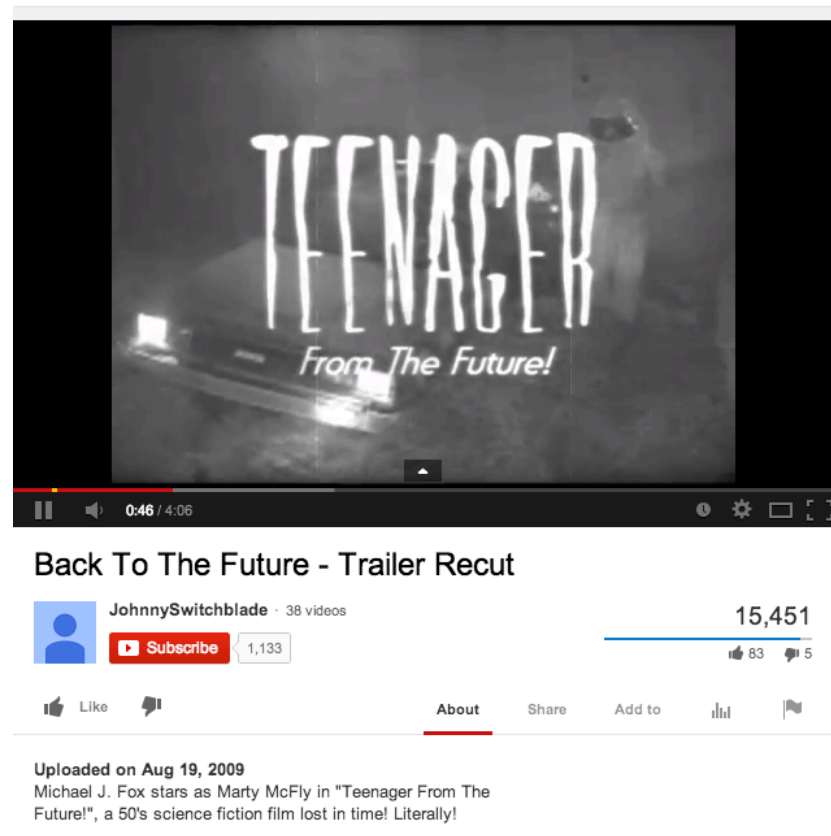 TEENAGER
From The Future!
0:46 / 4:06
Back To The Future - Trailer Recut
JohnnySwitchblade · 38 videos
15,451
Subscribe 1,133
83 5
Like About Share Add to
Uploaded on Aug 19, 2009
Michael J. Fox stars as Marty McFly in "Teenager From The
Future!", a 50's science fiction film lost in time! Literally!